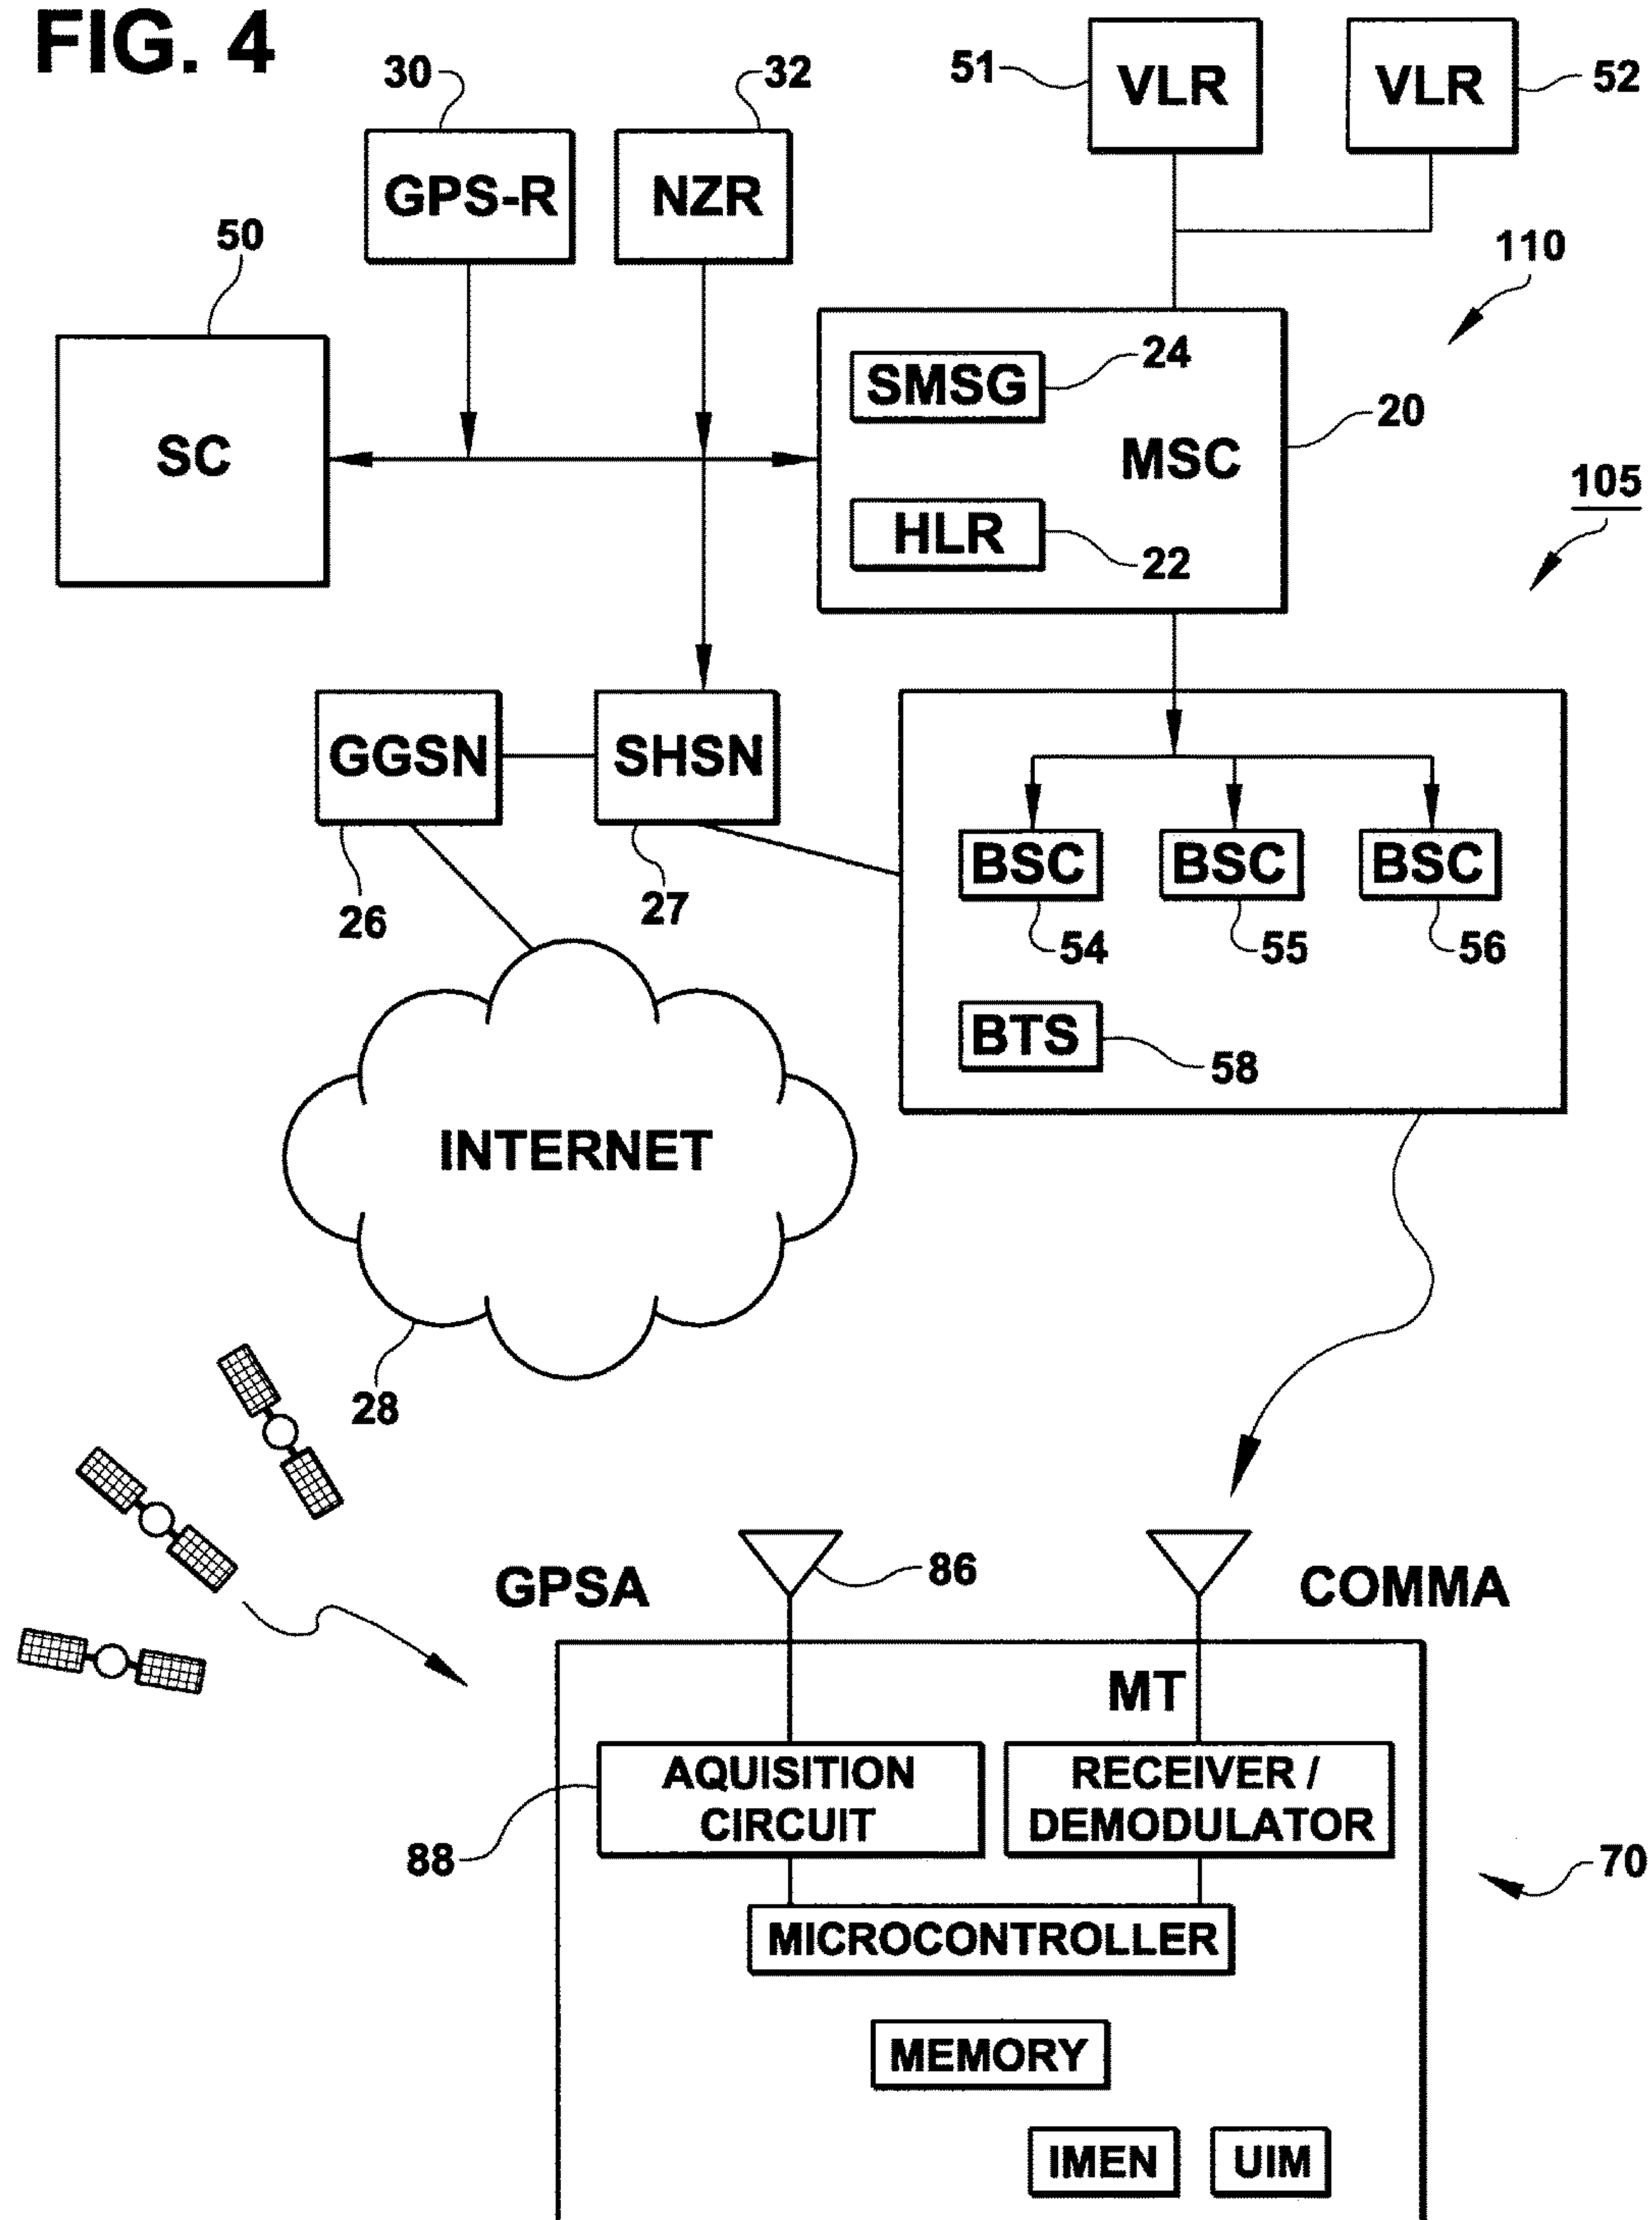 FIG. 4
30
32
51
VLR
VLR
52
GPS-R
NZR
50
110
SMSG
24
20
SC
MSC
105
HLR
22
GGSN
SHSN
BSC
BSC
BSC
26
27
54
55
56
BTS
58
INTERNET
28
GPSA
86
COMMA
MT
AQUISITION
CIRCUIT
RECEIVER /
DEMODULATOR
88
70
MICROCONTROLLER
MEMORY
IMEN
UIM